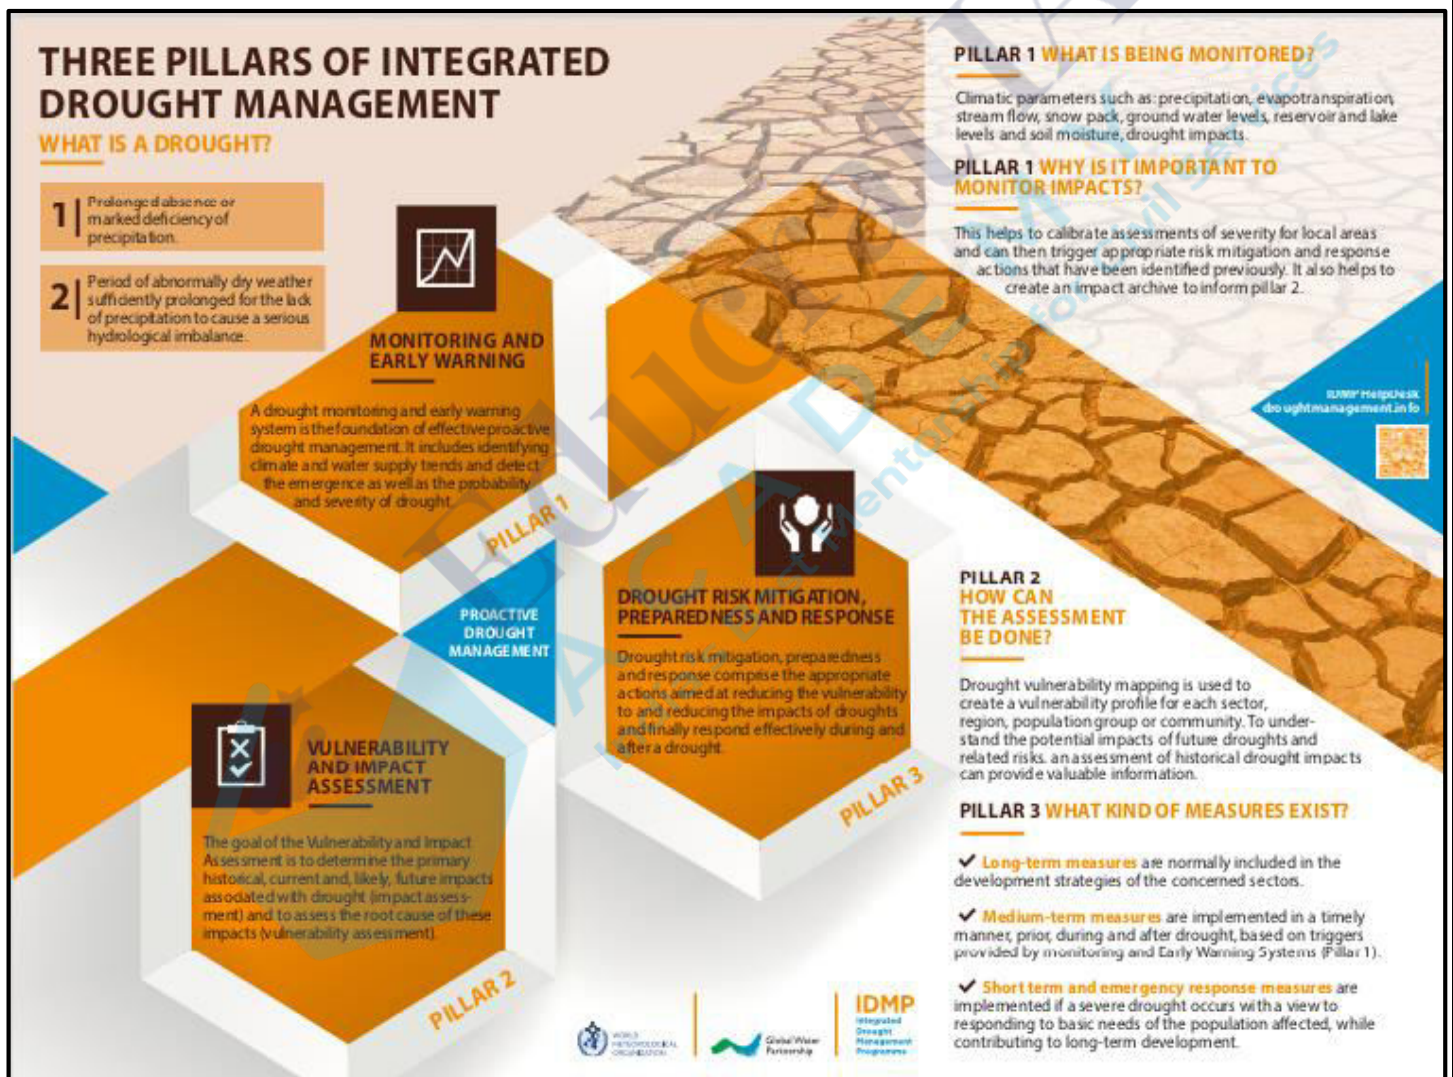 THREE PILLARS OF INTEGRATED
DROUGHT MANAGEMENT
WHAT IS A DROUGHT?
1
Prolonged absence or
marked deficiency of
precipitation.
2
Period of abnormally dry weather
sufficiently prolonged for the lack
of precipitation to cause a serious
hydrological imbalance.
MONITORING AND
EARLY WARNING
A drought monitoring and early warning
system is the foundation of effective proactive
drought management. It includes identifying
climate and water supply trends and detect
the emergence as well as the probability
and severity of drought.
PILLAR 1
PROACTIVE
DROUGHT
MANAGEMENT
VULNERABILITY
AND IMPACT
ASSESSMENT
The goal of the Vulnerability and Impact
Assessment is to determine the primary
historical, current and, likely, future impacts
associated with drought (impact assess-
ment) and to assess the root cause of these
impacts (vulnerability assessment).
PILLAR 2
DROUGHT RISK MITIGATION,
PREPAREDNESS AND RESPONSE
Drought risk mitigation, preparedness
and response comprise the appropriate
actions aimed at reducing the vulnerability
to and reducing the impacts of droughts
and finally respond effectively during and
after a drought.
PILLAR 3
PILLAR 1 WHAT IS BEING MONITORED?
Climatic parameters such as: precipitation, evapotranspiration,
stream flow, snow pack, ground water levels, reservoir and lake
levels and soil moisture, drought impacts.
PILLAR 1 WHY IS IT IMPORTANT TO
MONITOR IMPACTS?
This helps to calibrate assessments of severity for local areas
and can then trigger appropriate risk mitigation and response
actions that have been identified previously. It also helps to
create an impact archive to inform pillar 2.
IDMP HelpDesk
droughtmanagement.info
PILLAR 2
HOW CAN
THE ASSESSMENT
BE DONE?
Drought vulnerability mapping is used to
create a vulnerability profile for each sector,
region, population group or community. To under-
stand the potential impacts of future droughts and
related risks. an assessment of historical drought impacts
can provide valuable information.
PILLAR 3 WHAT KIND OF MEASURES EXIST?
✔ Long-term measures are normally included in the
development strategies of the concerned sectors.
✔ Medium-term measures are implemented in a timely
manner, prior, during and after drought, based on triggers
provided by monitoring and Early Warning Systems (Pillar 1).
✔ Short term and emergency response measures are
implemented if a severe drought occurs with a view to
responding to basic needs of the population affected, while
contributing to long-term development.
WORLD
METEOROLOGICAL
ORGANIZATION
Global Water
Partnership
IDMP
Integrated
Drought
Management
Programme
ACADEMY